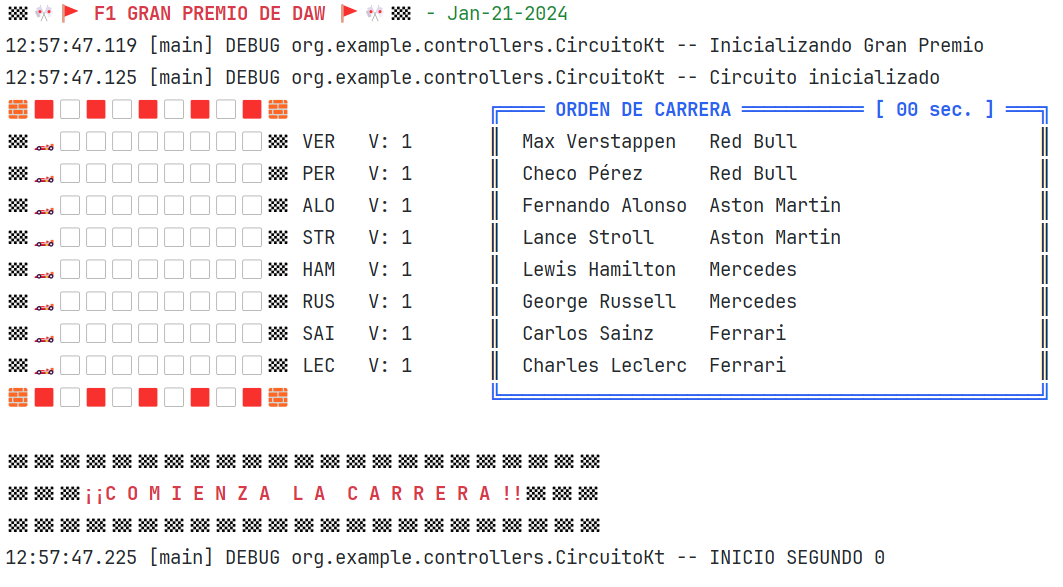 F1 GRAN PREMIO DE DAW - Jan-21-2024
12:57:47.119 [main] DEBUG org.example.controllers.CircuitoKt -- Inicializando Gran Premio
12:57:47.125 [main] DEBUG org.example.controllers.CircuitoKt -- Circuito inicializado
ORDEN DE CARRERA [ 00 sec. ]
VER V: 1 Max Verstappen Red Bull
PER V: 1 Checo Pérez Red Bull
ALO V: 1 Fernando Alonso Aston Martin
STR V: 1 Lance Stroll Aston Martin
HAM V: 1 Lewis Hamilton Mercedes
RUS V: 1 George Russell Mercedes
SAI V: 1 Carlos Sainz Ferrari
LEC V: 1 Charles Leclerc Ferrari
¡¡C O M I E N Z A L A C A R R E R A !!
12:57:47.225 [main] DEBUG org.example.controllers.CircuitoKt -- INICIO SEGUNDO 0